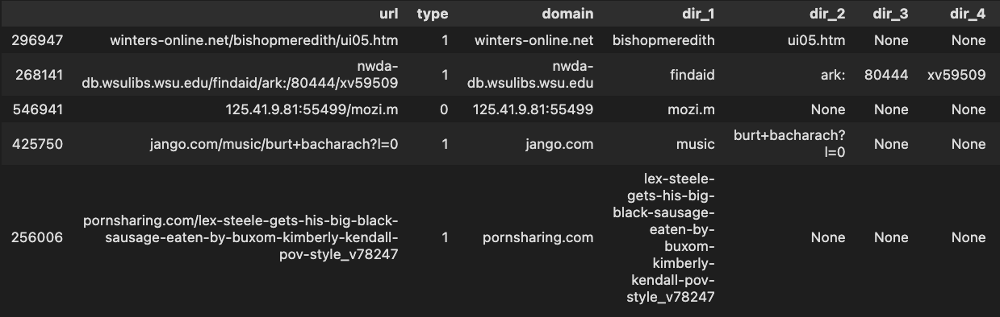 url type domain dir_1 dir_2 dir_3 dir_4
296947 winters-online.net/bishopmeredith/ui05.htm 1 winters-online.net bishopmeredith ui05.htm None None
nwda- nwda-
268141 db.wsulibs.wsu.edu/findaid/ark:/80444/xv59509 1 db.wsulibs.wsu.edu findaid ark: 80444 xv59509
546941 125.41.9.81:55499/mozi.m 0 125.41.9.81:55499 mozi.m None None None
425750 jango.com/music/burt+bacharach?l=0 1 jango.com music burt+bacharach? None None
l=0
lex-steele-
gets-his-big-
black-sausage-
pornsharing.com/lex-steele-gets-his-big-black- eaten-by-
256006 sausage-eaten-by-buxom-kimberly-kendall- 1 pornsharing.com buxom- None None None
pov-style_v78247 kimberly-
kendall-pov-
style_v78247